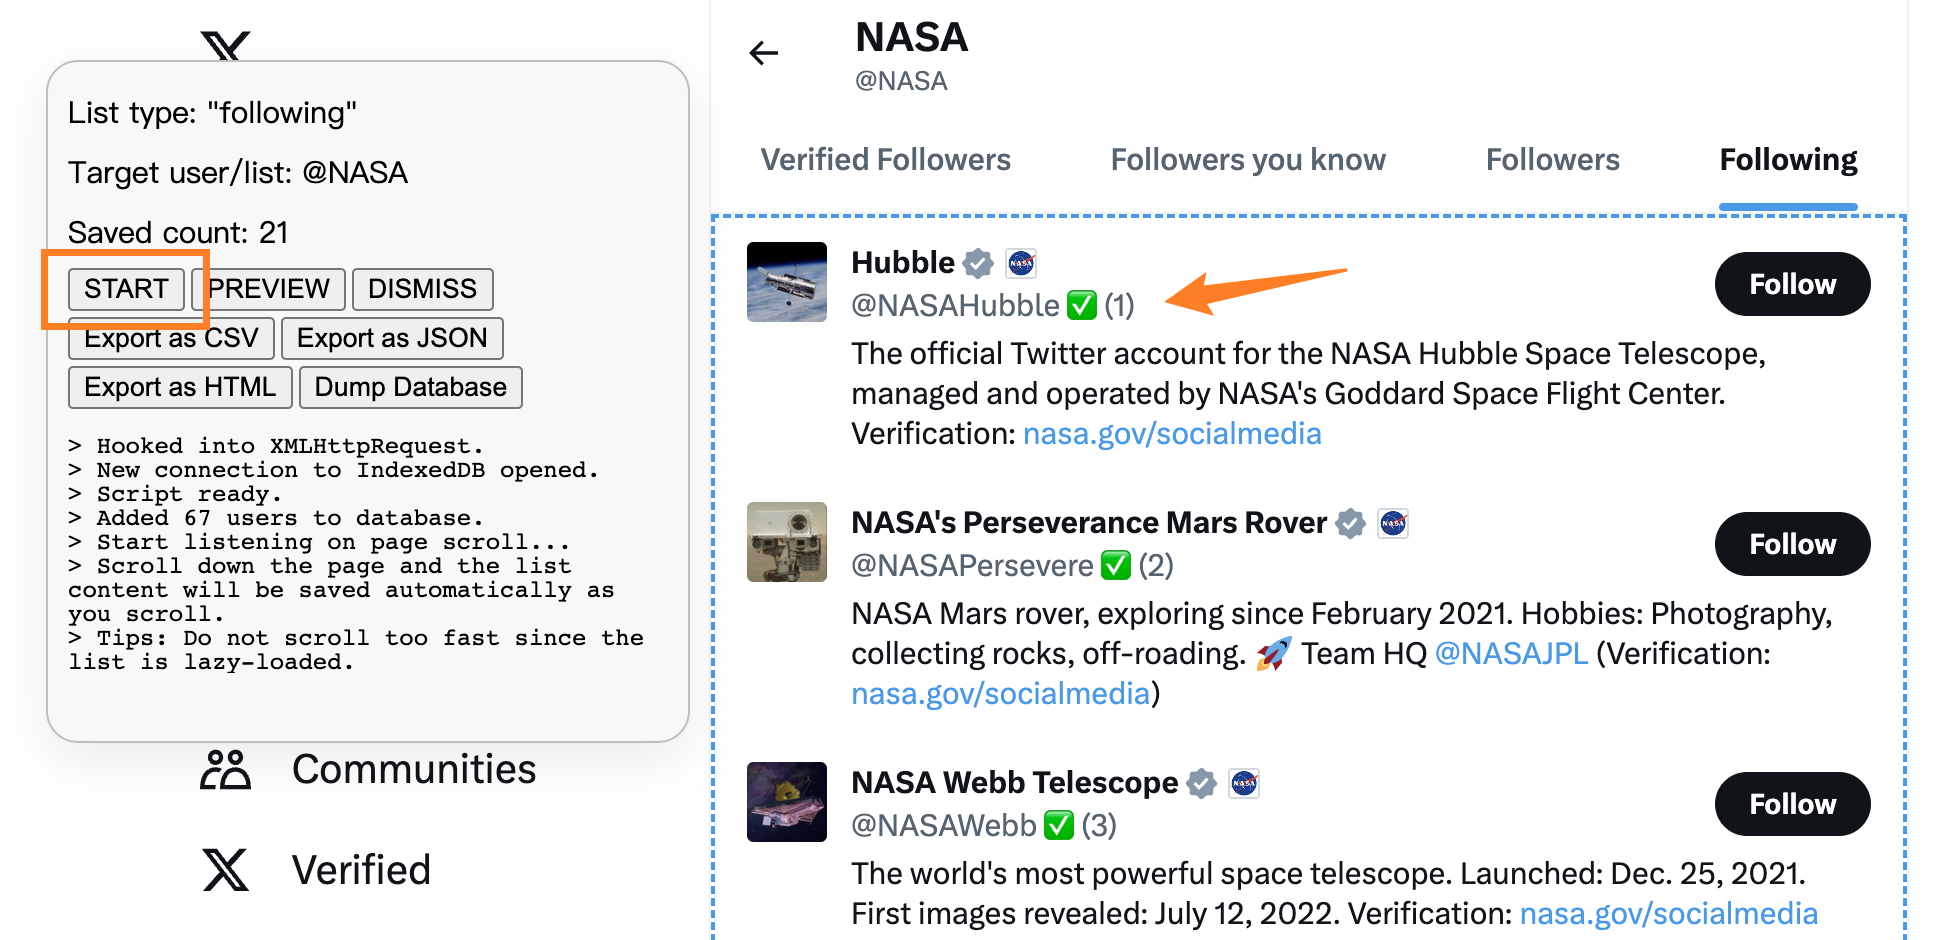 List type: "following"
Target user/list: @NASA
Saved count: 21
START PREVIEW DISMISS
Export as CSV Export as JSON
Export as HTML Dump Database
> Hooked into XMLHttpRequest.
> New connection to IndexedDB opened.
> Script ready.
> Added 67 users to database.
> Start listening on page scroll...
> Scroll down the page and the list
content will be saved automatically as
you scroll.
> Tips: Do not scroll too fast since the
list is lazy-loaded.
Communities
Verified
NASA
@NASA
Verified Followers Followers you know Followers Following
Hubble NASA
@NASAHubble ✅ (1)
Follow
The official Twitter account for the NASA Hubble Space Telescope,
managed and operated by NASA's Goddard Space Flight Center.
Verification: nasa.gov/socialmedia
NASA's Perseverance Mars Rover NASA
@NASAPersevere ✅ (2)
Follow
NASA Mars rover, exploring since February 2021. Hobbies: Photography,
collecting rocks, off-roading. 🚀 Team HQ @NASAJPL (Verification:
nasa.gov/socialmedia)
NASA Webb Telescope NASA
@NASAWebb ✅ (3)
Follow
The world's most powerful space telescope. Launched: Dec. 25, 2021.
First images revealed: July 12, 2022. Verification: nasa.gov/socialmedia